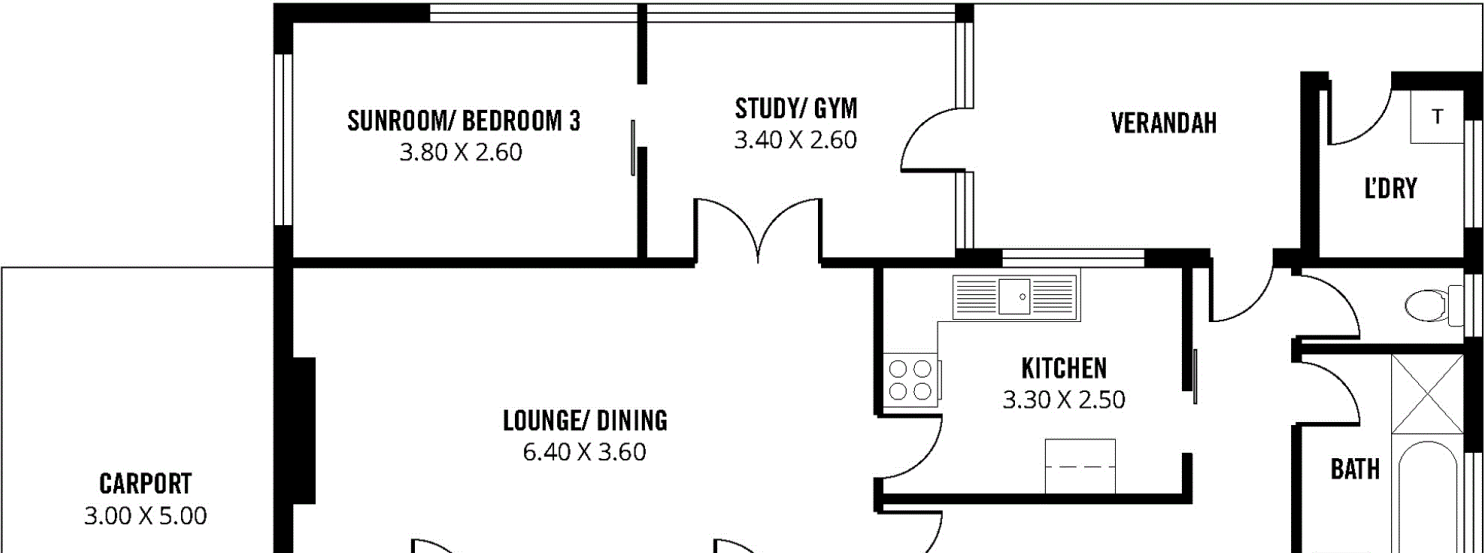 SUNROOM/ BEDROOM 3
3.80 X 2.60
STUDY/ GYM
3.40 X 2.60
VERANDAH
T
L'DRY
KITCHEN
3.30 X 2.50
LOUNGE/ DINING
6.40 X 3.60
CARPORT
3.00 X 5.00
BATH